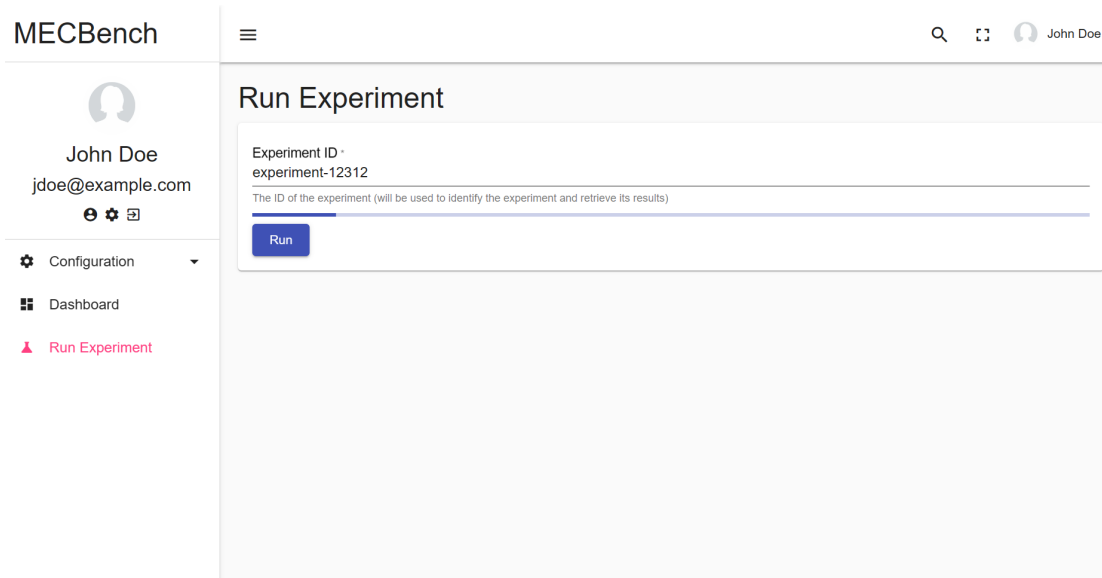 MECBench
John Doe
John Doe
jdoe@example.com
Configuration
Dashboard
Run Experiment
Run Experiment
Experiment ID *
experiment-12312
The ID of the experiment (will be used to identify the experiment and retrieve its results)
Run